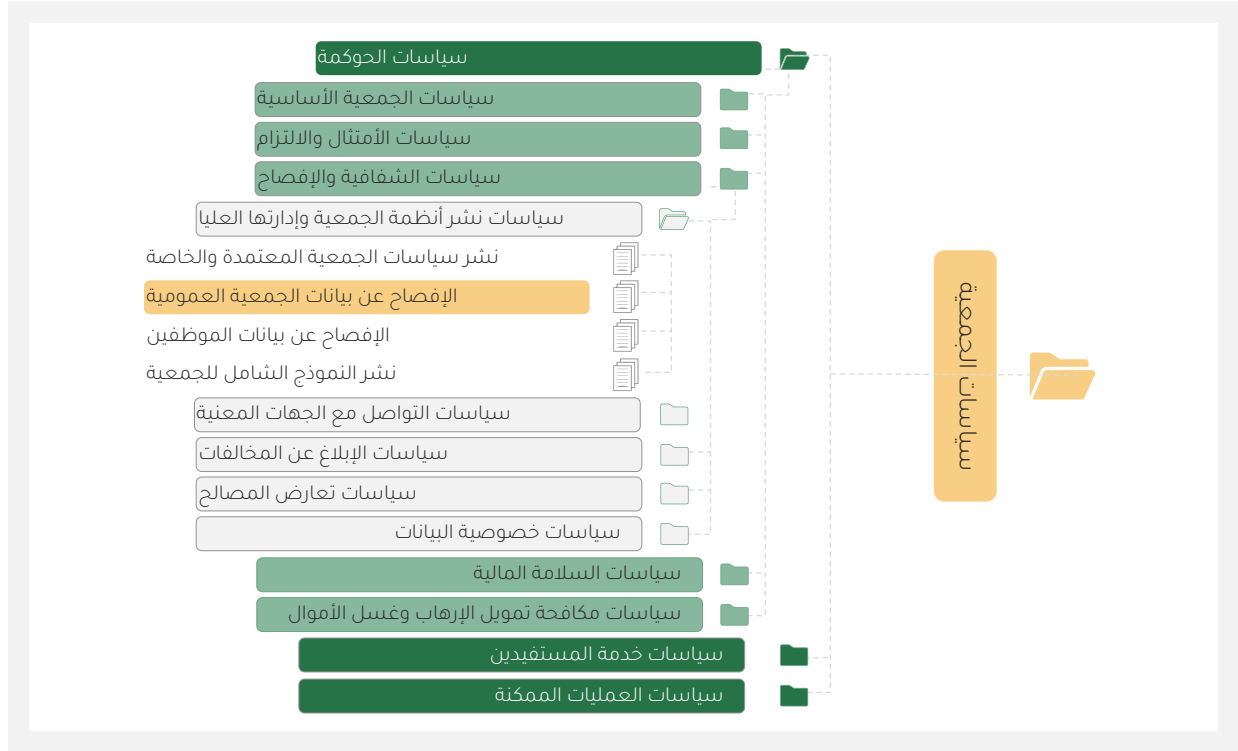 سياسات الجمعية
سياسات الحوكمة
سياسات الجمعية الأساسية
سياسات الأمتثال والالتزام
سياسات الشفافية والإفصاح
سياسات نشر أنظمة الجمعية وإدارتها العليا
نشر سياسات الجمعية المعتمدة والخاصة
الإفصاح عن بيانات الجمعية العمومية
الإفصاح عن بيانات الموظفين
نشر النموذج الشامل للجمعية
سياسات التواصل مع الجهات المعنية
سياسات الإبلاغ عن المخالفات
سياسات تعارض المصالح
سياسات خصوصية البيانات
سياسات السلامة المالية
سياسات مكافحة تمويل الإرهاب وغسل الأموال
سياسات خدمة المستفيدين
سياسات العمليات الممكنة